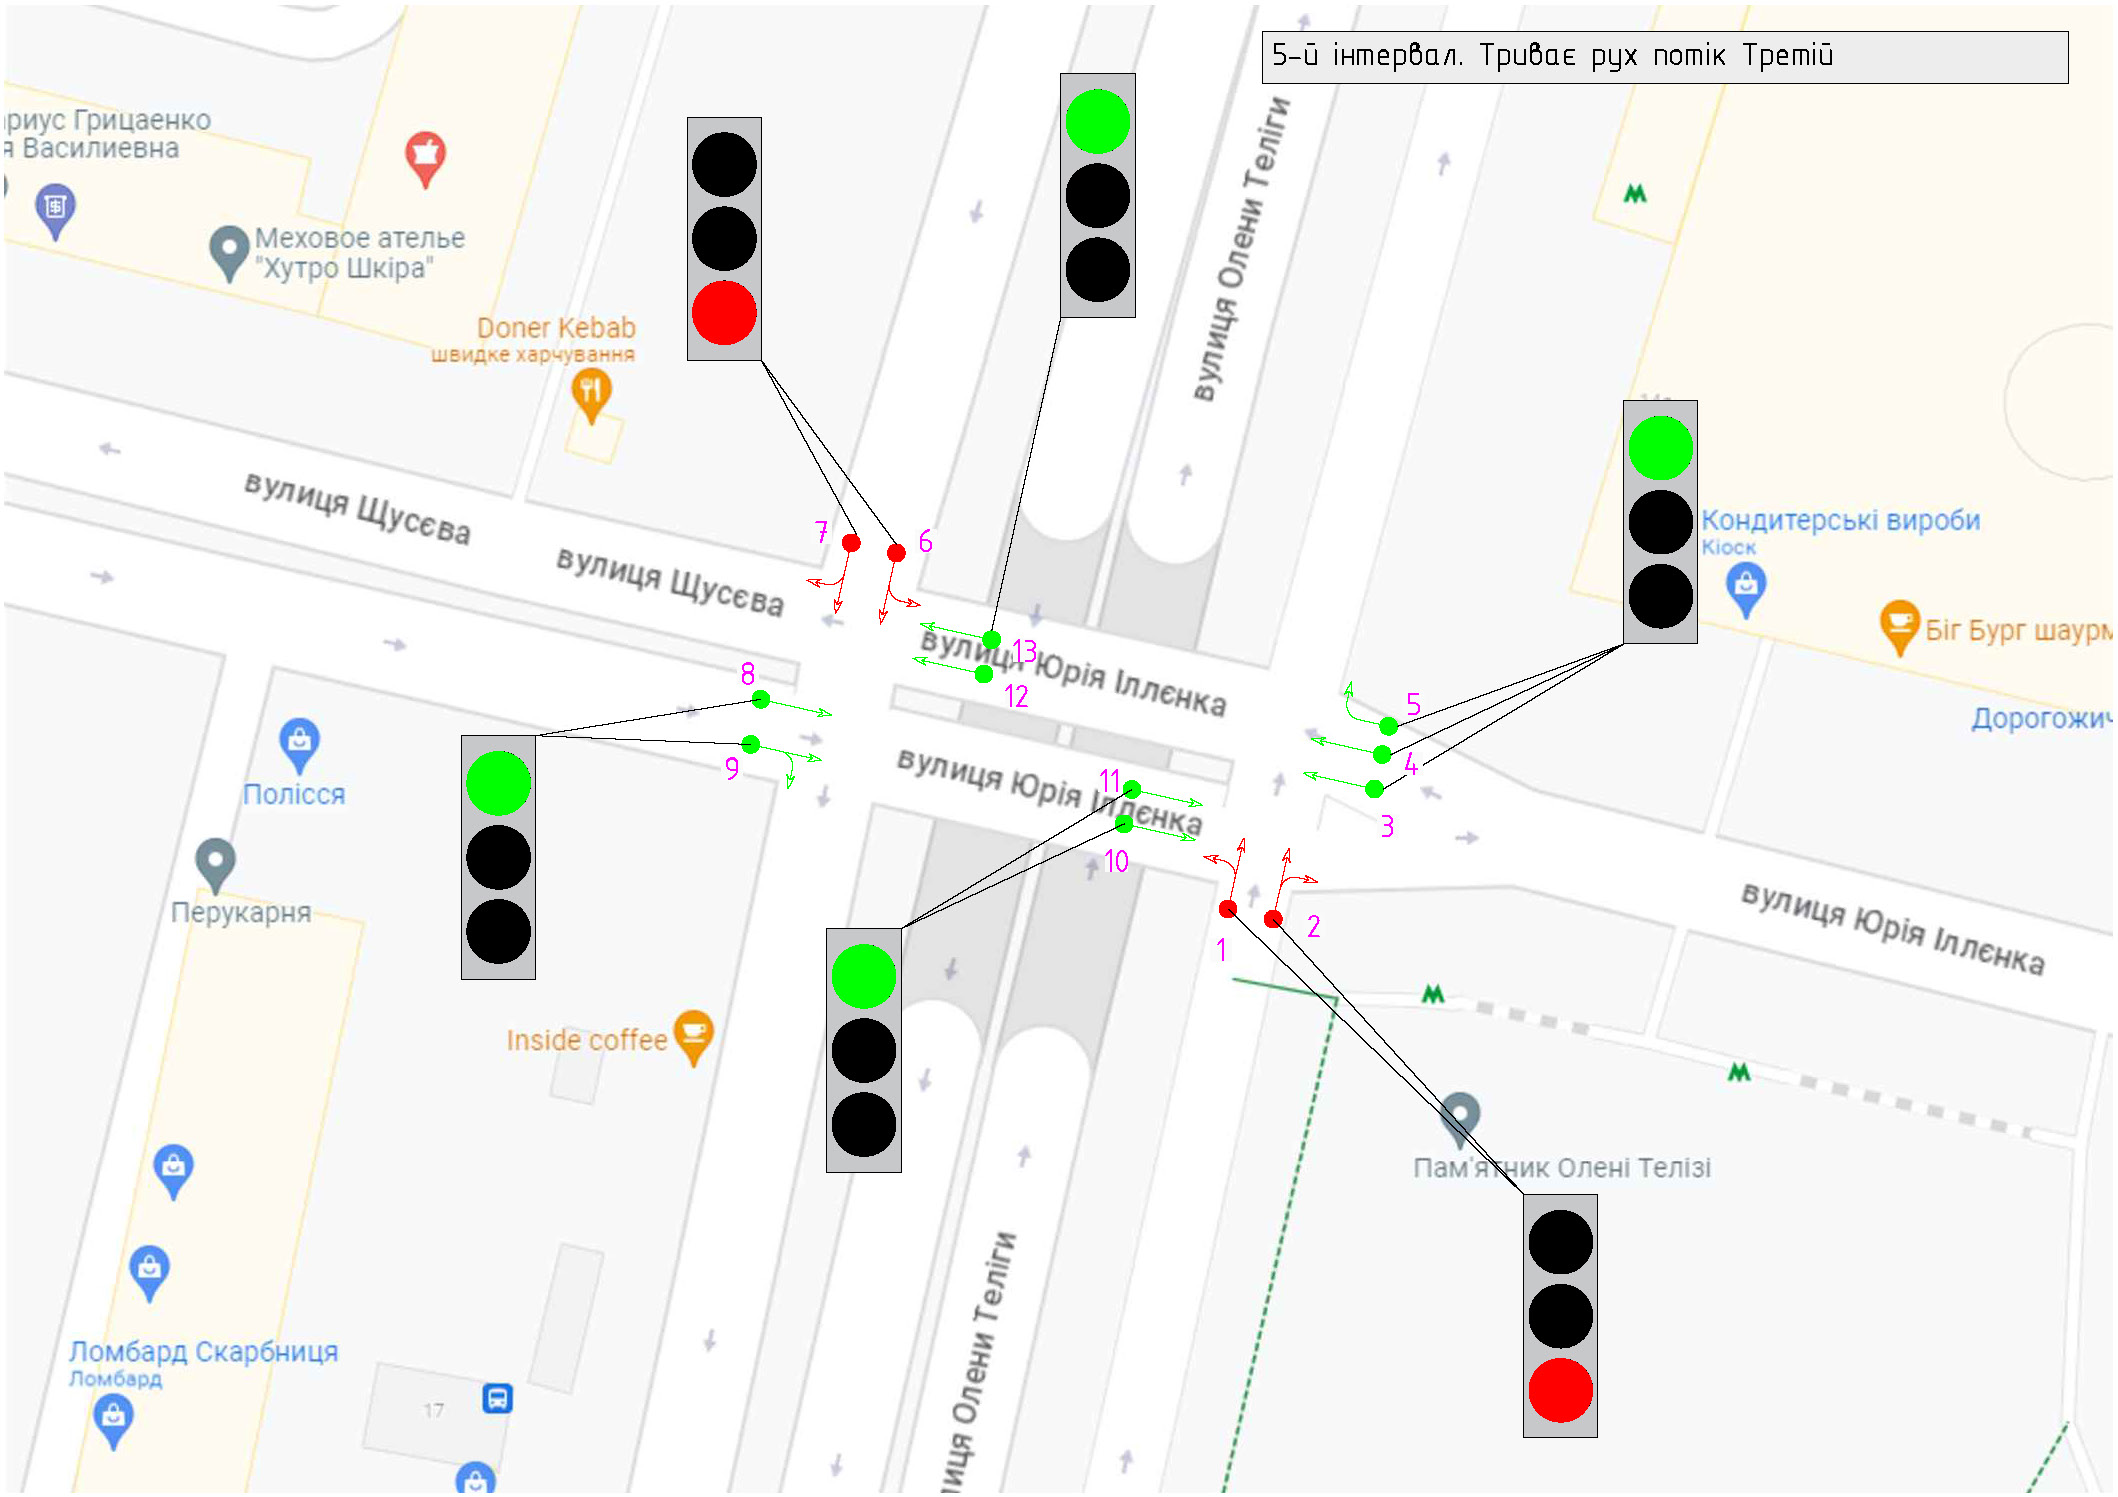 5-й інтервал. Триває рух потік Третій
ариус Грицаенко
я Василиевна
Меховое ателье
"Хутро Шкіра"
Doner Kebab
швидке харчування
вулиця Олени Теліги
вулиця Щусєва
вулиця Щусєва
Кондитерські вироби
Кіоск
Біг Бург шаурм
Дорогожич
7
6
13
12
вулиця Юрія Іллєнка
5
4
3
8
9
11
10
вулиця Юрія Іллєнка
Полісся
Перукарня
1
2
вулиця Юрія Іллєнка
Inside coffee
Пам'ятник Олені Телізі
лиця Олени Теліги
Ломбард Скарбниця
Ломбард
17